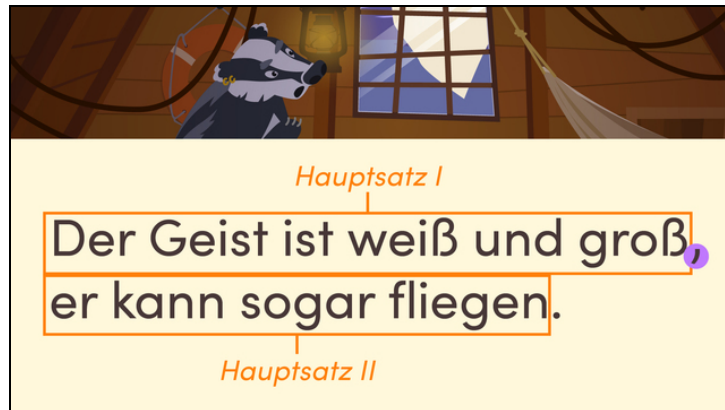 Hauptsatz I
Der Geist ist weiß und groß,
er kann sogar fliegen.
Hauptsatz II